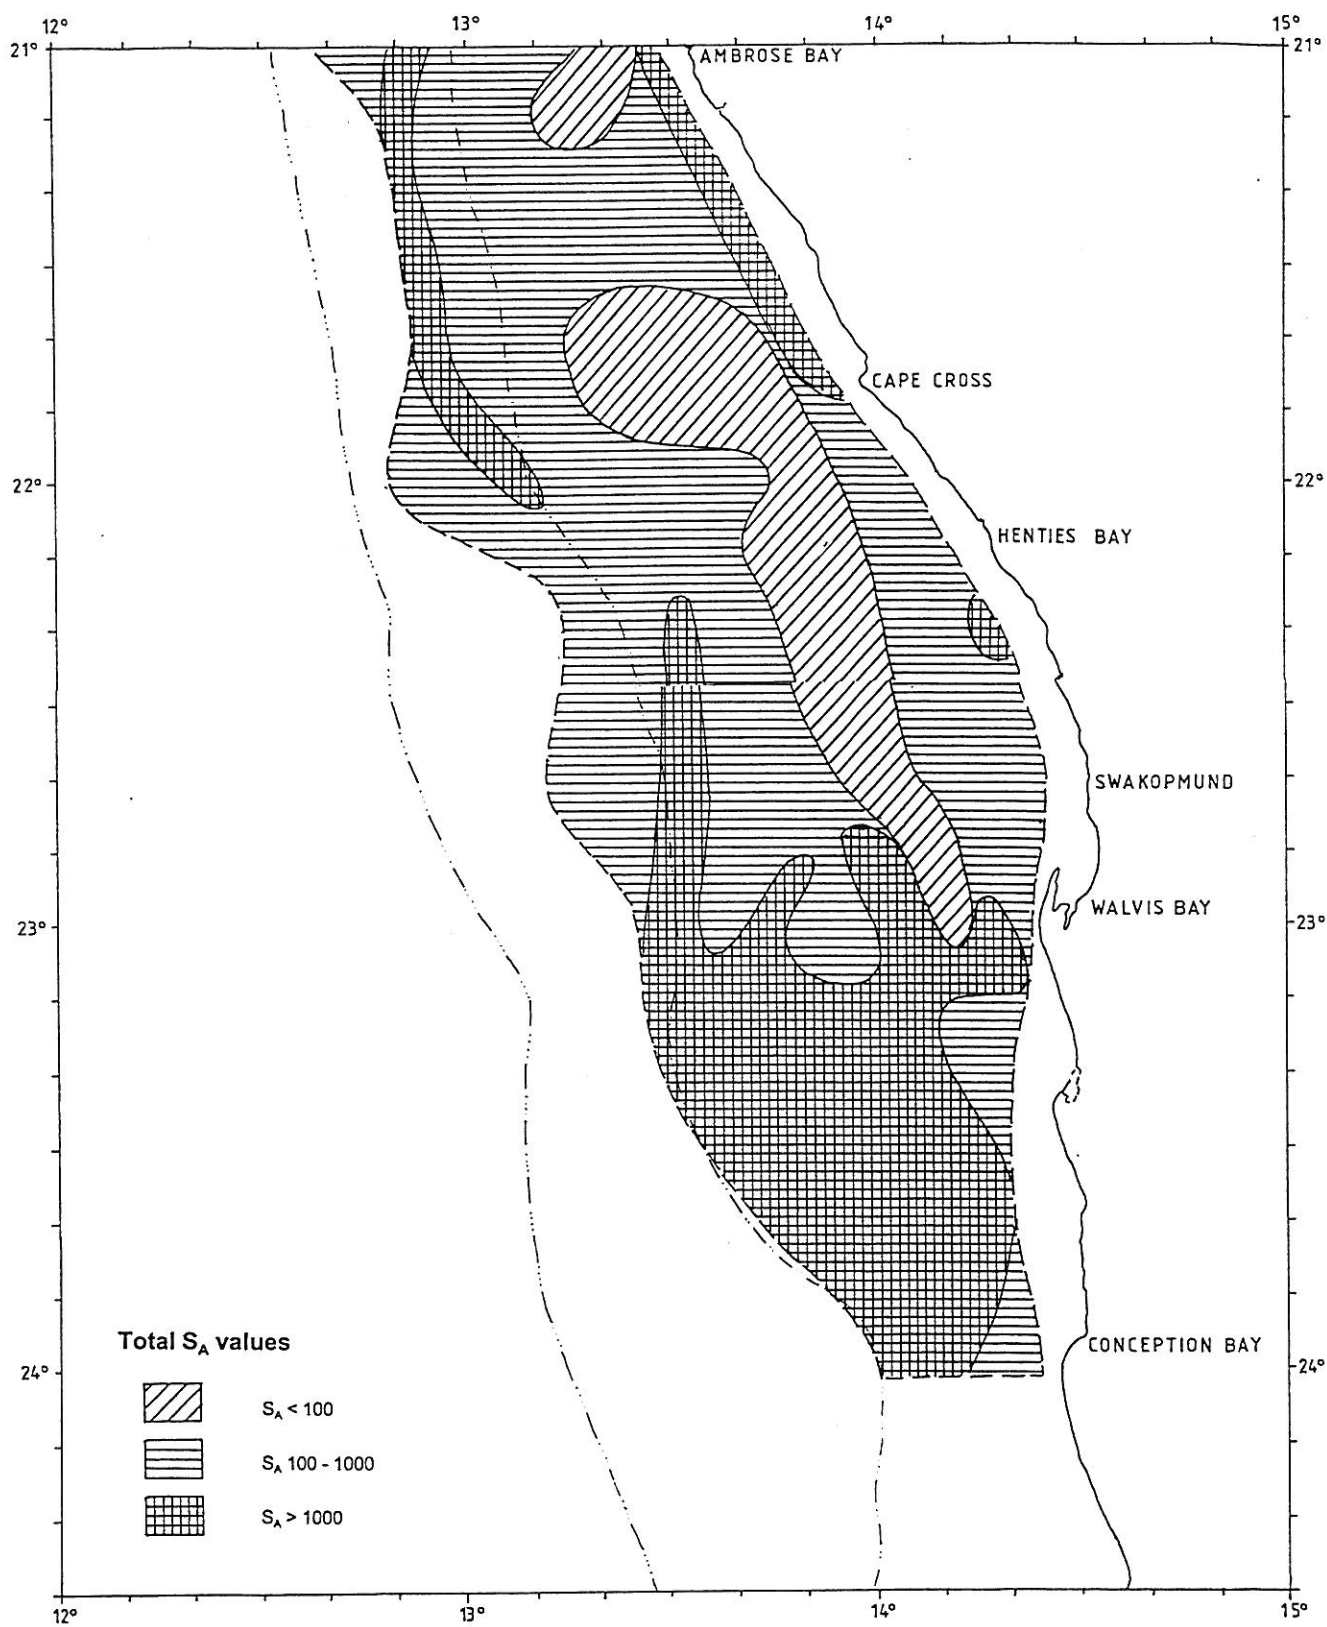 12° 13° 14° 15°
21° 21°
AMBROSE BAY
CAPE CROSS
22° 22°
HENTIES BAY
SWAKOPMUND
WALVIS BAY
23° 23°
CONCEPTION BAY
Total SA values
24° 24°
SA < 100
SA 100 - 1000
SA > 1000
12° 13° 14° 15°